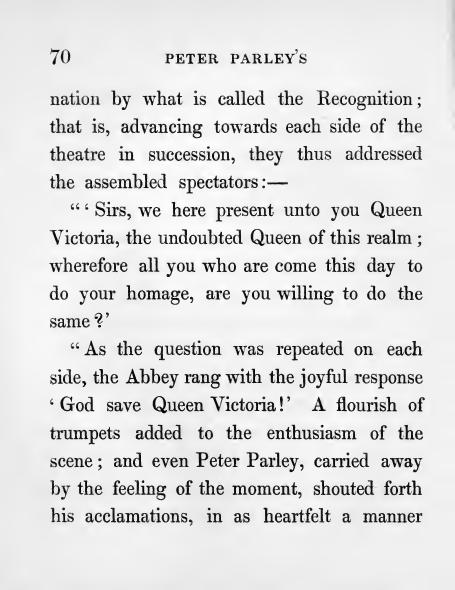 70 PETER PARLEY'S
nation by what is called the Recognition;
that is, advancing towards each side of the
theatre in succession, they thus addressed
the assembled spectators:—
"'Sirs, we here present unto you Queen
Victoria, the undoubted Queen of this realm;
wherefore all you who are come this day to
do your homage, are you willing to do the
same?'
"As the question was repeated on each
side, the Abbey rang with the joyful response
'God save Queen Victoria!' A flourish of
trumpets added to the enthusiasm of the
scene; and even Peter Parley, carried away
by the feeling of the moment, shouted forth
his acclamations, in as heartfelt a manner